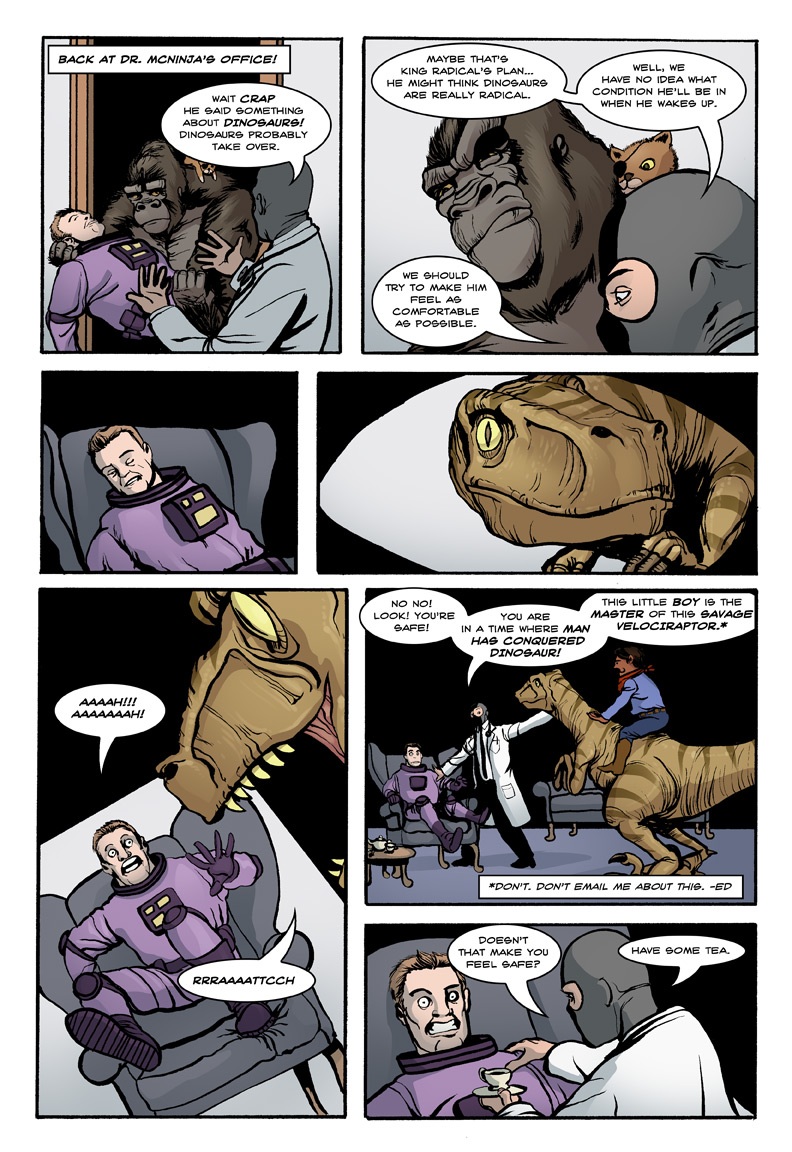 BACK AT DR. MCNINJA'S OFFICE!
WAIT CRAP
HE SAID SOMETHING
ABOUT DINOSAURS!
DINOSAURS PROBABLY
TAKE OVER.
MAYBE THAT'S
KING RADICAL'S PLAN...
HE MIGHT THINK DINOSAURS
ARE REALLY RADICAL.
WELL, WE
HAVE NO IDEA WHAT
CONDITION HE'LL BE IN
WHEN HE WAKES UP.
WE SHOULD
TRY TO MAKE HIM
FEEL AS
COMFORTABLE
AS POSSIBLE.
AAAAH!!!
AAAAAAAH!
RRRAAAATTCCH
NO NO!
LOOK! YOU'RE
SAFE!
YOU ARE
IN A TIME WHERE MAN
HAS CONQUERED
DINOSAUR!
THIS LITTLE BOY IS THE
MASTER OF THIS SAVAGE
VELOCIRAPTOR.*
*DON'T. DON'T EMAIL ME ABOUT THIS. -ED
DOESN'T
THAT MAKE YOU
FEEL SAFE?
HAVE SOME TEA.